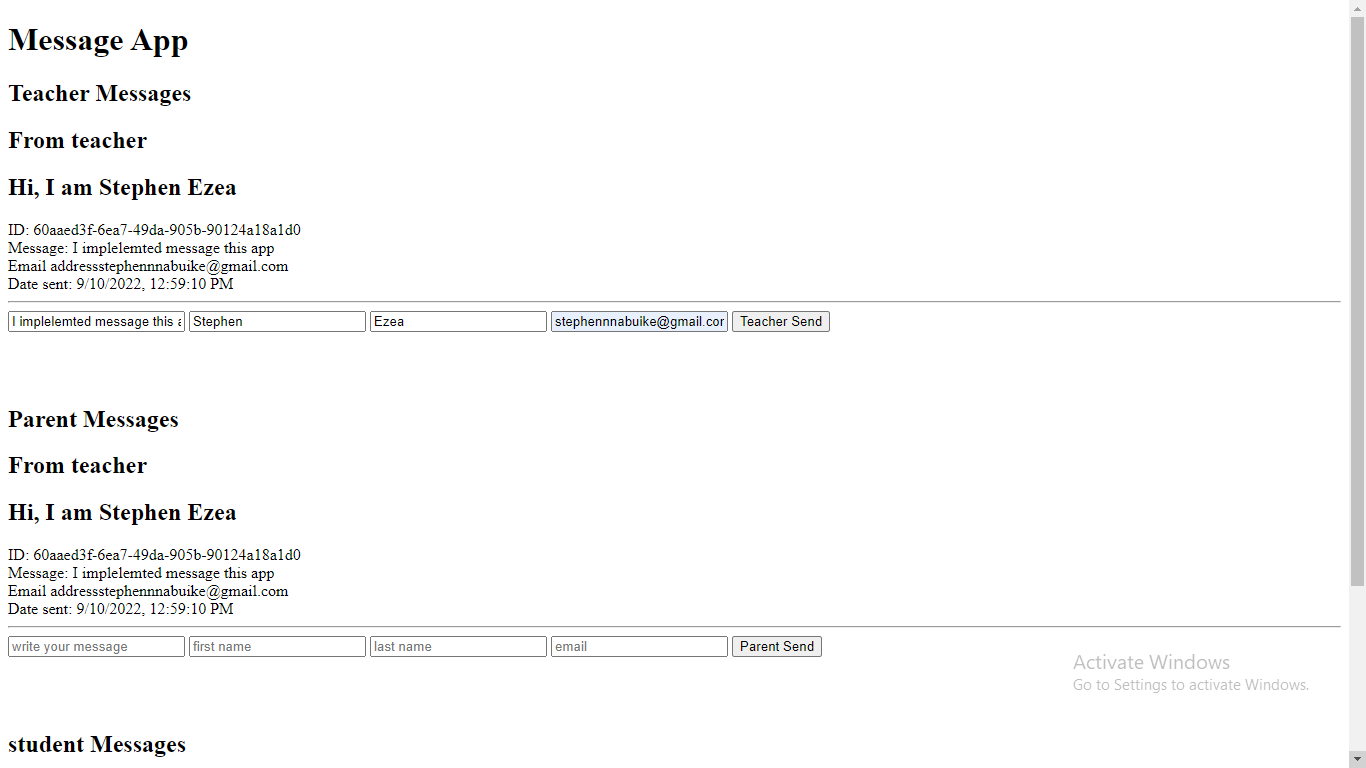 Message App
Teacher Messages
From teacher
Hi, I am Stephen Ezea
ID: 60aaed3f-6ea7-49da-905b-90124a18a1d0
Message: I implelemted message this app
Email addressstephennnabuike@gmail.com
Date sent: 9/10/2022, 12:59:10 PM
I implelemted message this a Stephen Ezea stephennnabuike@gmail.cor Teacher Send
Parent Messages
From teacher
Hi, I am Stephen Ezea
ID: 60aaed3f-6ea7-49da-905b-90124a18a1d0
Message: I implelemted message this app
Email addressstephennnabuike@gmail.com
Date sent: 9/10/2022, 12:59:10 PM
write your message first name last name email Parent Send
Activate Windows
Go to Settings to activate Windows.
student Messages